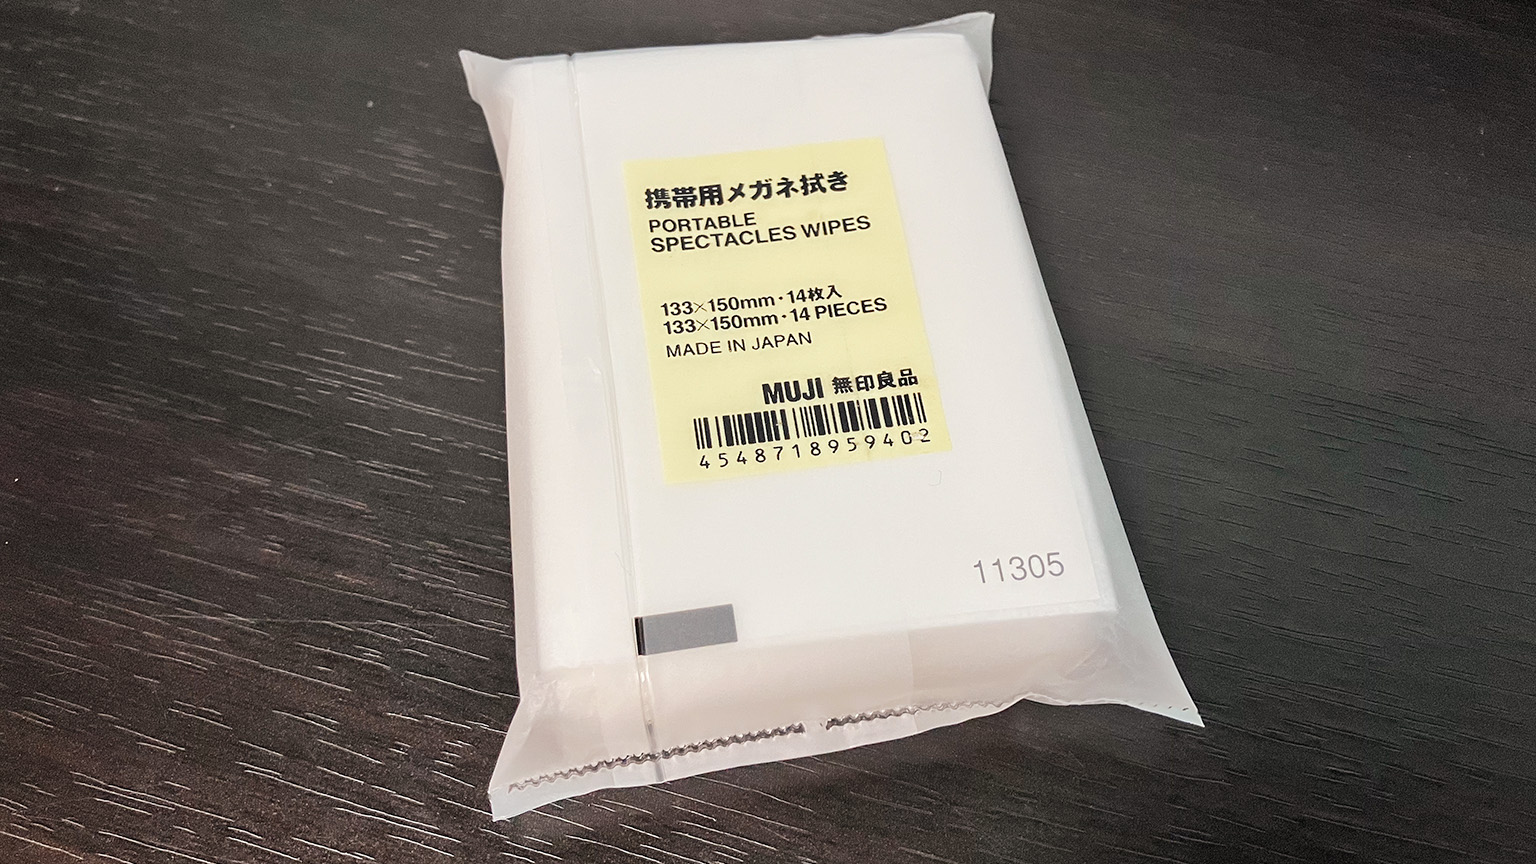 携帯用メガネ拭き
PORTABLE
SPECTACLES WIPES
133×150mm・14枚入
133×150mm・14 PIECES
MADE IN JAPAN
MUJI 無印良品
4548718959402
11305